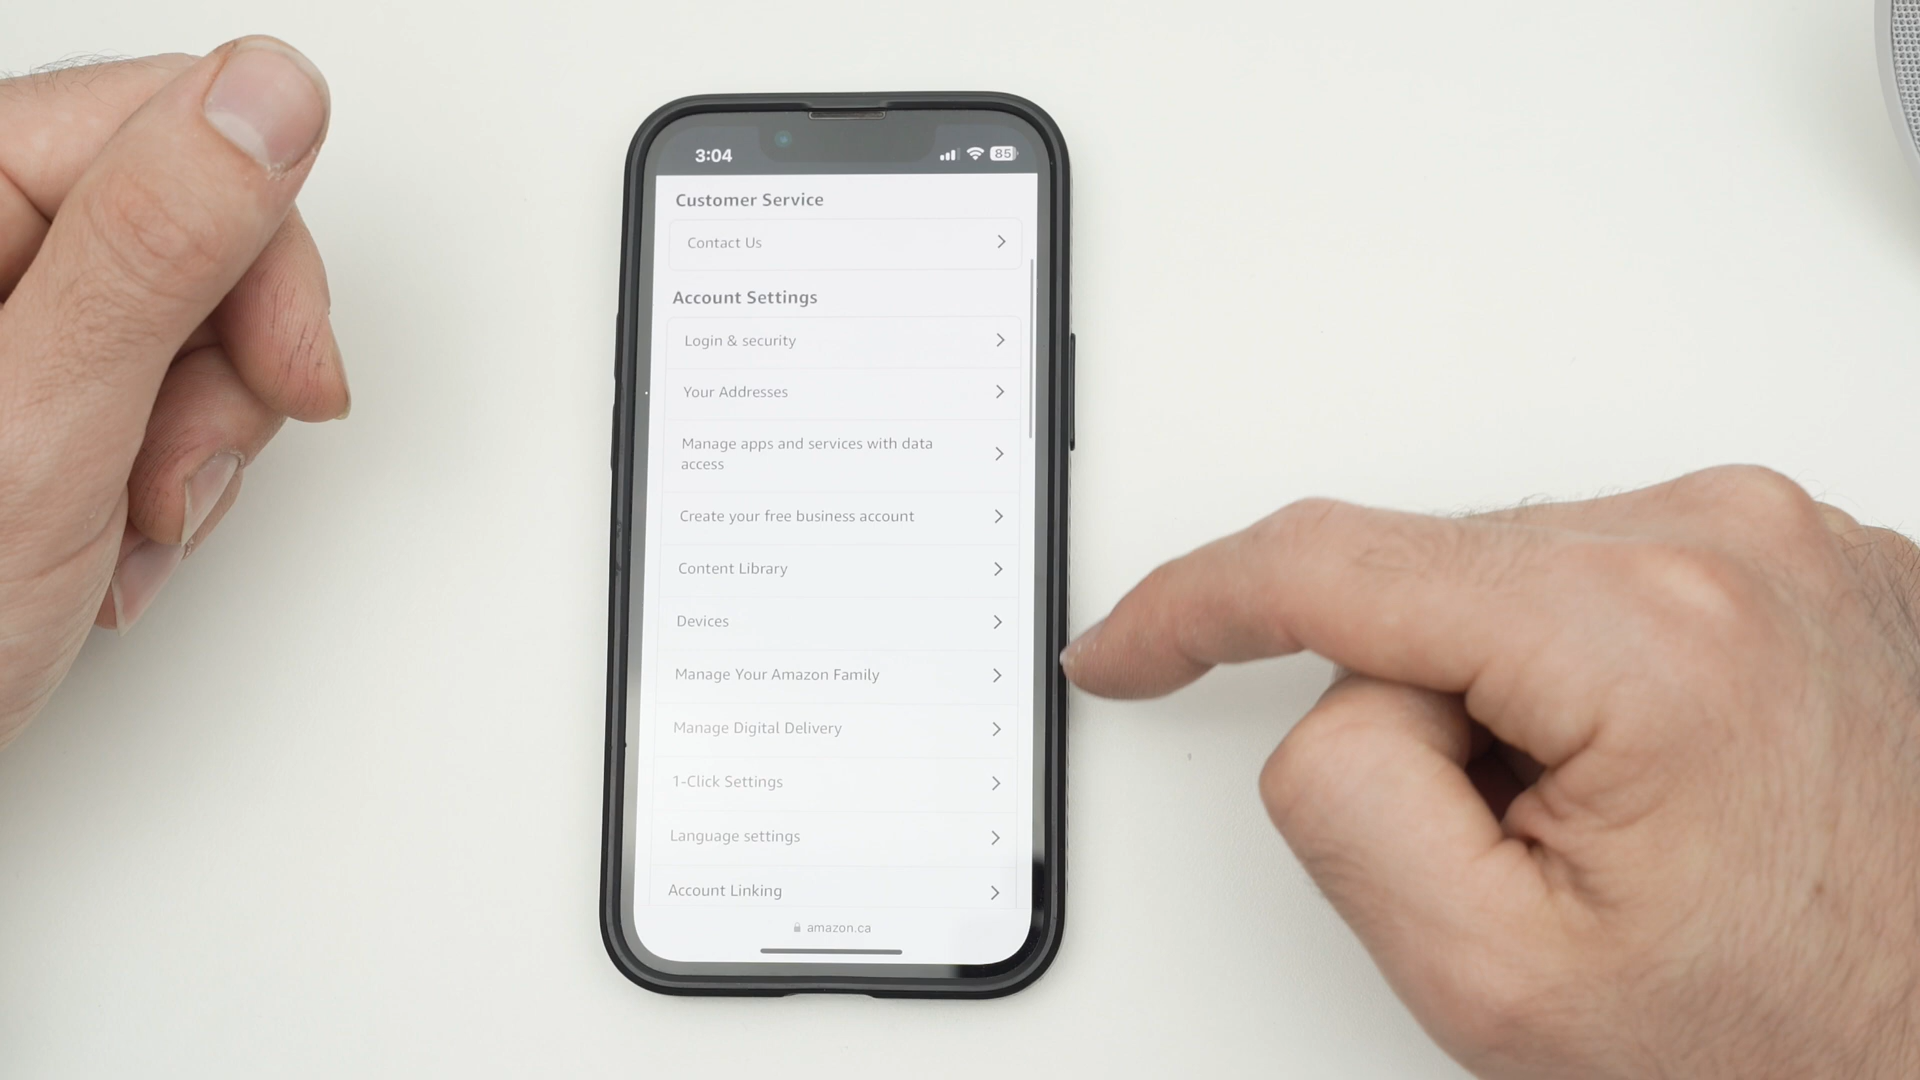 3:04
85
Customer Service
Contact Us
Account Settings
Login & security
Your Addresses
Manage apps and services with data
access
Create your free business account
Content Library
Devices
Manage Your Amazon Family
Manage Digital Delivery
1-Click Settings
Language settings
Account Linking
amazon.ca